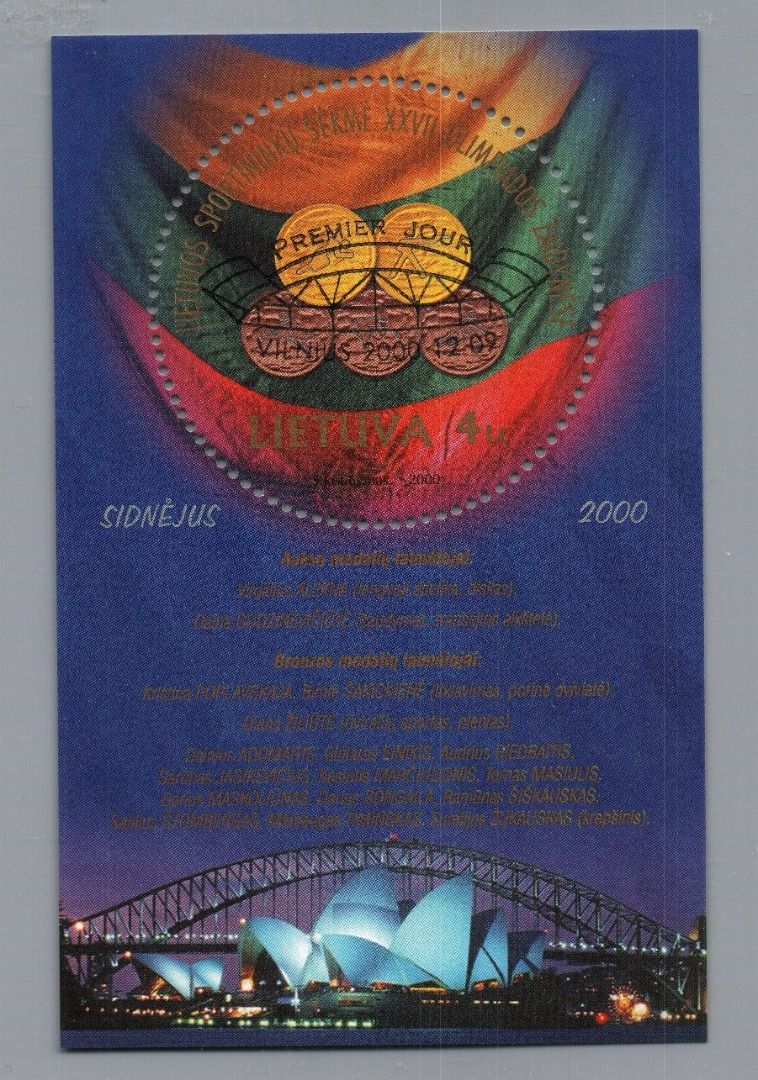 LIETUVOS SPORTININKŲ SĖKMĖ XXVII OLIMPIADOS ŽAIDYNĖSE
PREMIER JOUR
VILNIUS 2000 12 09
LIETUVA 4
2000
SIDNĖJUS 2000
Aukso medalių laimėtojai:
Virgilijus ALEKNA (lengvoji atletika, diskas),
Daina GUDZINEVIČIŪTĖ (šaudymas, tranšėjinė aikštelė).
Bronzos medalių laimėtojai:
Kristina POPLAVSKAJA, Birutė ŠAKICKIENĖ (irklavimas, porinė dvivietė),
Diana ŽILIŪTĖ (dviračių sportas, plentas),
Dainius ADOMAITIS, Gintaras EINIKIS, Andrius GIEDRAITIS,
Šarūnas JASIKEVIČIUS, Kęstutis MARČIULIONIS, Tomas MASIULIS,
Darius MASKOLIŪNAS, Darius SONGAILA, Ramūnas ŠIŠKAUSKAS,
Saulius ŠTOMBERGAS, Mindaugas TIMINSKAS, Eurelijus ŽUKAUSKAS (krepšinis).